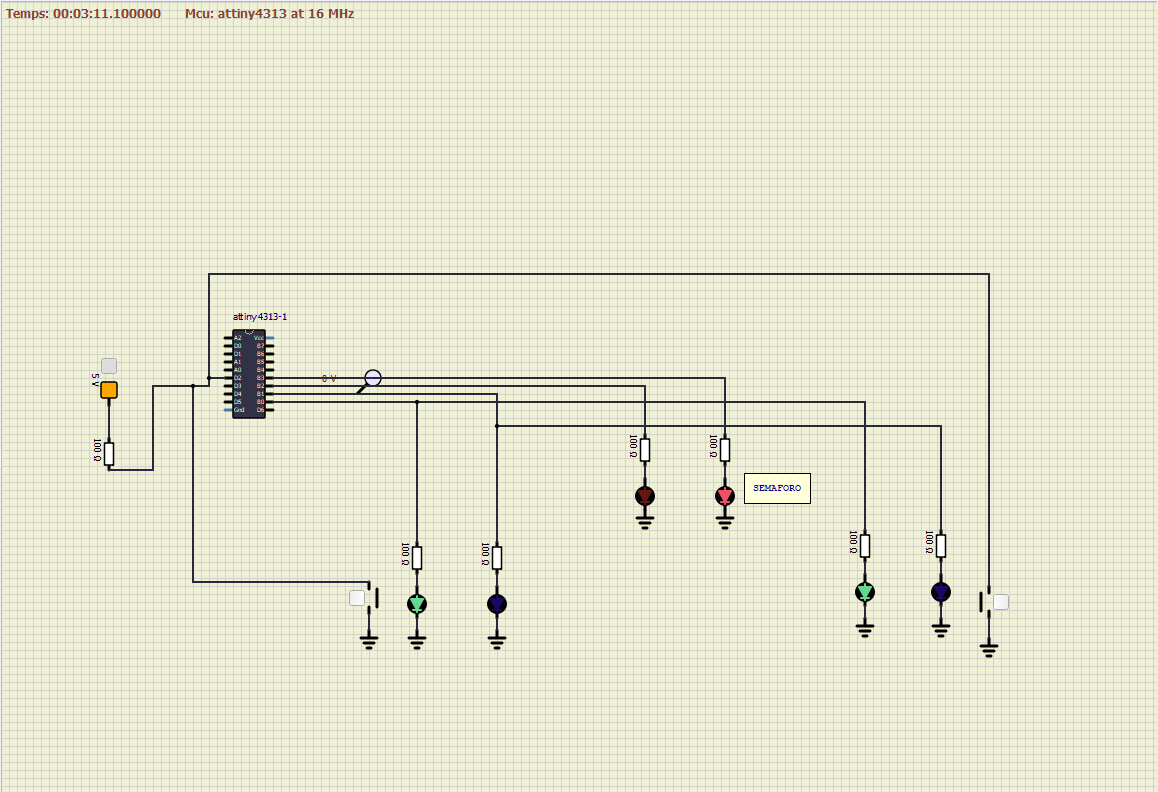 Temps: 00:03:11.100000 Mcu: attiny4313 at 16 MHz
attiny4313-1
A2 Vcc
D0 B7
D1 B6
A1 B5
A0 B4
D2 B3
D3 B2
D4 B1
D5 B0
Gnd D6
0 V
5 V
100 Ω
100 Ω
100 Ω
SEMAFORO
100 Ω
100 Ω
100 Ω
100 Ω